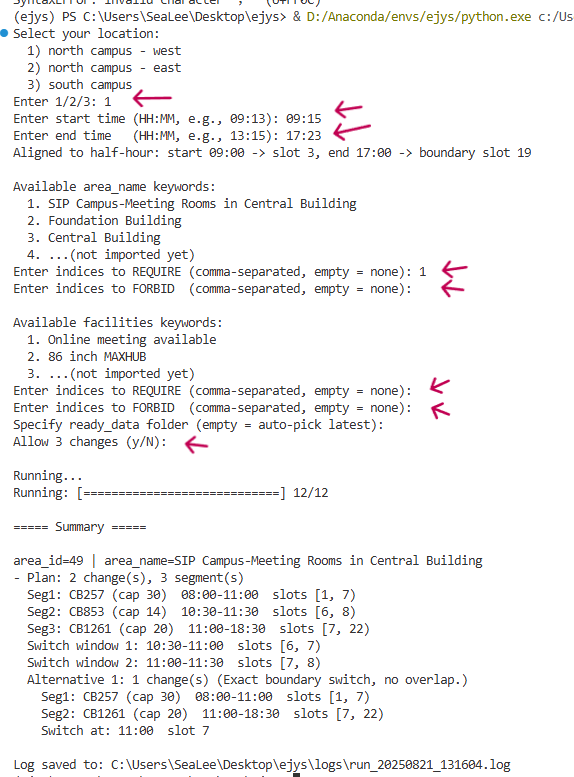 (ejys) PS C:\Users\SeaLee\Desktop\ejys> & D:/Anaconda/envs/ejys/python.exe c:/Us
Select your location:
1) north campus - west
2) north campus - east
3) south campus
Enter 1/2/3: 1
Enter start time (HH:MM, e.g., 09:13): 09:15
Enter end time   (HH:MM, e.g., 13:15): 17:23
Aligned to half-hour: start 09:00 -> slot 3, end 17:00 -> boundary slot 19
Available area_name keywords:
1. SIP Campus-Meeting Rooms in Central Building
2. Foundation Building
3. Central Building
4. ...(not imported yet)
Enter indices to REQUIRE (comma-separated, empty = none): 1
Enter indices to FORBID  (comma-separated, empty = none):
Available facilities keywords:
1. Online meeting available
2. 86 inch MAXHUB
3. ...(not imported yet)
Enter indices to REQUIRE (comma-separated, empty = none):
Enter indices to FORBID  (comma-separated, empty = none):
Specify ready_data folder (empty = auto-pick latest):
Allow 3 changes (y/N):
Running...
Running: [============================] 12/12
===== Summary =====
area_id=49 | area_name=SIP Campus-Meeting Rooms in Central Building
- Plan: 2 change(s), 3 segment(s)
Seg1: CB257 (cap 30)  08:00-11:00  slots [1, 7)
Seg2: CB853 (cap 14)  10:30-11:30  slots [6, 8)
Seg3: CB1261 (cap 20)  11:00-18:30  slots [7, 22)
Switch window 1: 10:30-11:00  slots [6, 7)
Switch window 2: 11:00-11:30  slots [7, 8)
Alternative 1: 1 change(s) (Exact boundary switch, no overlap.)
Seg1: CB257 (cap 30)  08:00-11:00  slots [1, 7)
Seg2: CB1261 (cap 20)  11:00-18:30  slots [7, 22)
Switch at: 11:00  slot 7
Log saved to: C:\Users\SeaLee\Desktop\ejys\logs\run_20250821_131604.log